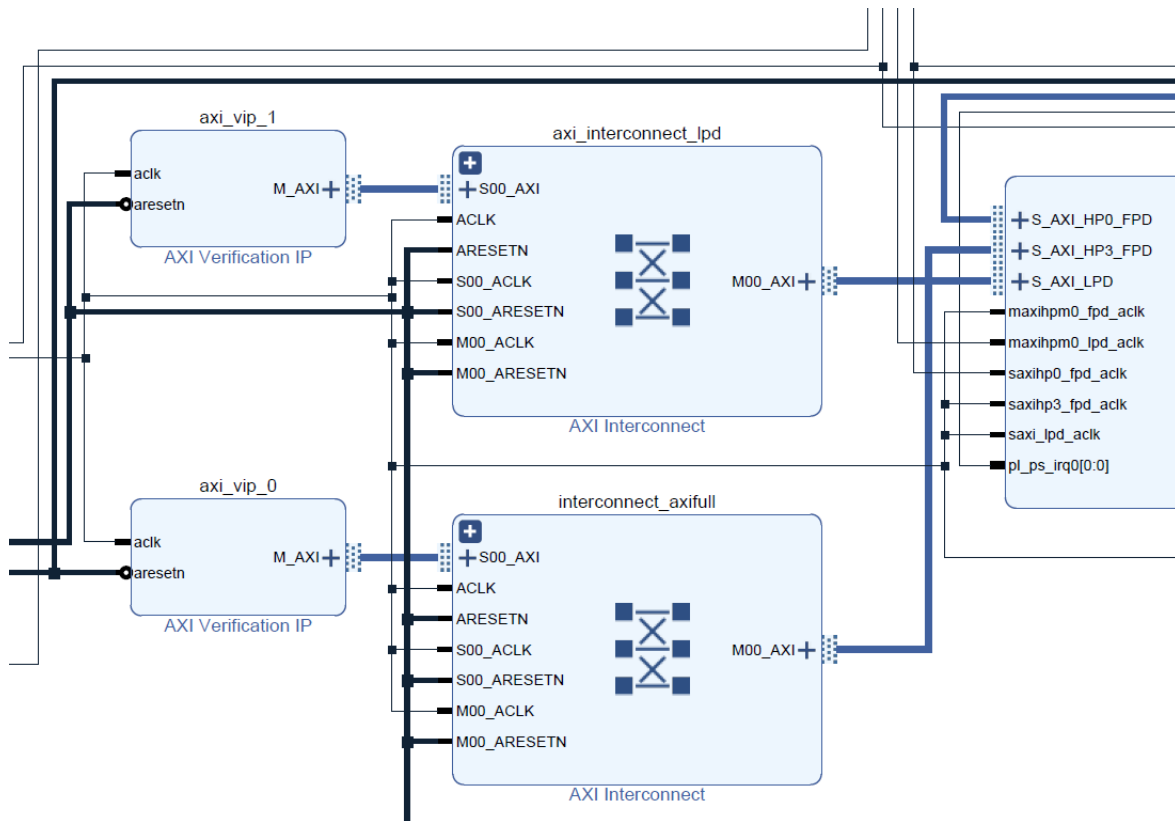 axi_vip_1
aclk
aresetn
M_AXI
AXI Verification IP
axi_interconnect_lpd
S00_AXI
ACLK
ARESETN
S00_ACLK
S00_ARESETN
M00_ACLK
M00_ARESETN
M00_AXI
AXI Interconnect
S_AXI_HP0_FPD
S_AXI_HP3_FPD
S_AXI_LPD
maxihpm0_fpd_aclk
maxihpm0_lpd_aclk
saxihp0_fpd_aclk
saxihp3_fpd_aclk
saxi_lpd_aclk
pl_ps_irq0[0:0]
axi_vip_0
aclk
aresetn
M_AXI
AXI Verification IP
interconnect_axifull
S00_AXI
ACLK
ARESETN
S00_ACLK
S00_ARESETN
M00_ACLK
M00_ARESETN
M00_AXI
AXI Interconnect